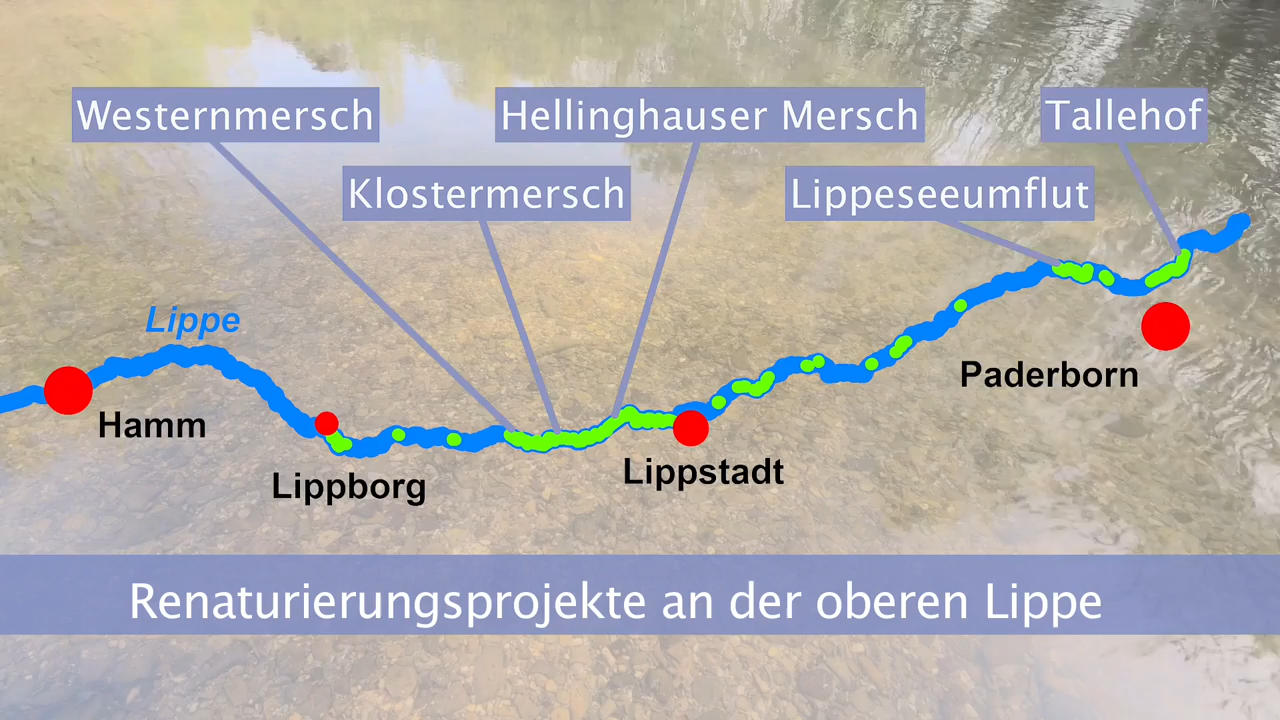 Westernmersch
Hellinghauser Mersch
Tallehof
Klostermersch
Lippeseeumflut
Lippe
Hamm
Lippborg
Lippstadt
Paderborn
Renaturierungsprojekte an der oberen Lippe